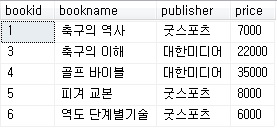 bookid bookname publisher price
1 축구의 역사 굿스포츠 7000
3 축구의 이해 대한미디어 22000
4 골프 바이블 대한미디어 35000
5 피겨 교본 굿스포츠 8000
6 역도 단계별기술 굿스포츠 6000